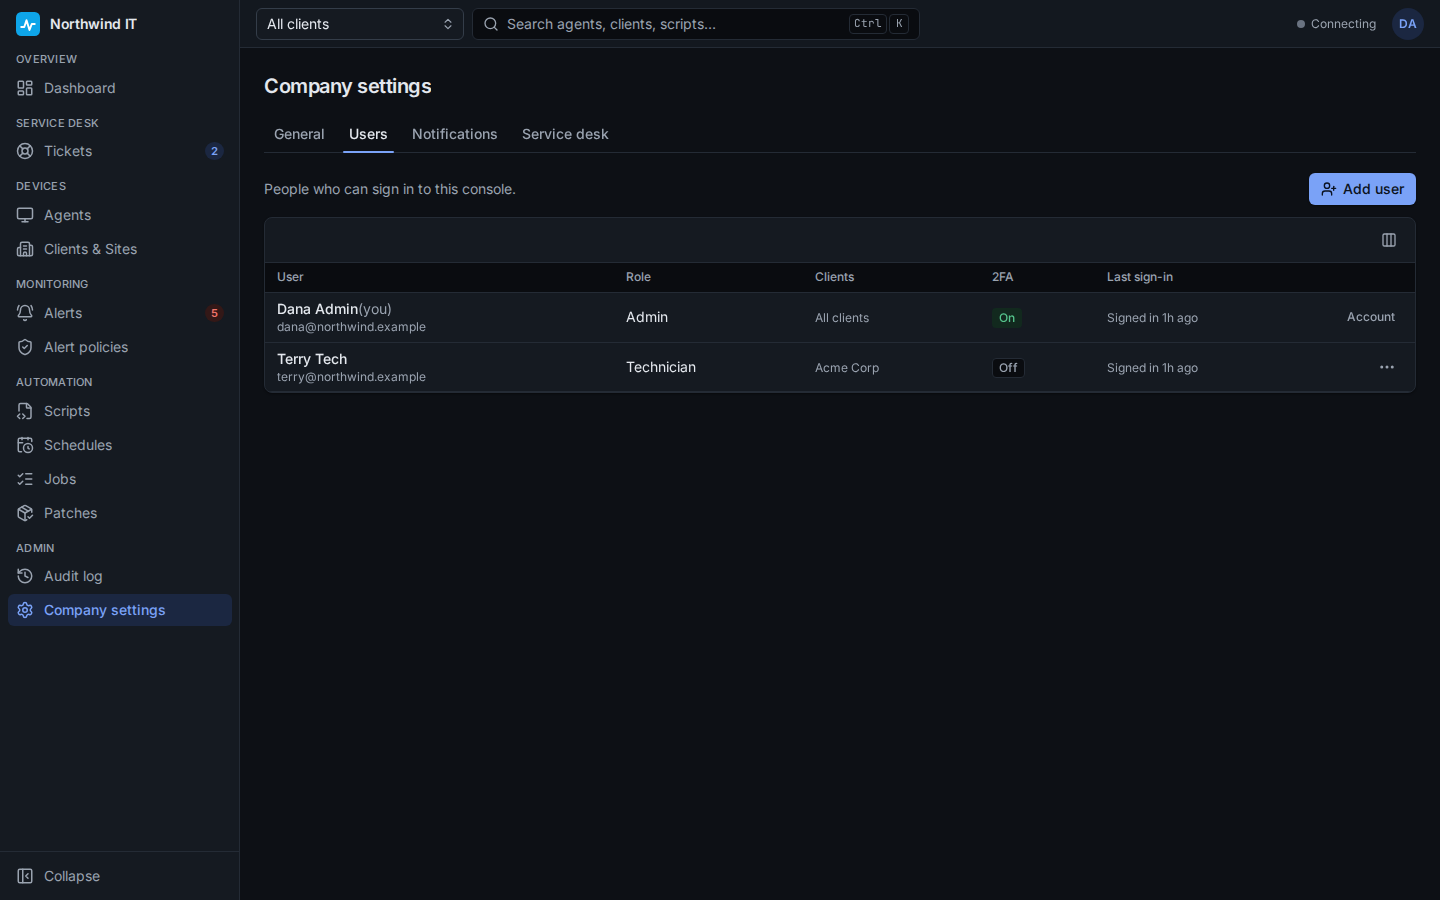 Northwind IT
All clients
Search agents, clients, scripts...
Ctrl K
Connecting
DA
OVERVIEW
Dashboard
SERVICE DESK
Tickets 2
DEVICES
Agents
Clients & Sites
MONITORING
Alerts 5
Alert policies
AUTOMATION
Scripts
Schedules
Jobs
Patches
ADMIN
Audit log
Company settings
Collapse
Company settings
General Users Notifications Service desk
People who can sign in to this console.
Add user
User Role Clients 2FA Last sign-in
Dana Admin(you)
dana@northwind.example
Admin All clients On Signed in 1h ago Account
Terry Tech
terry@northwind.example
Technician Acme Corp Off Signed in 1h ago